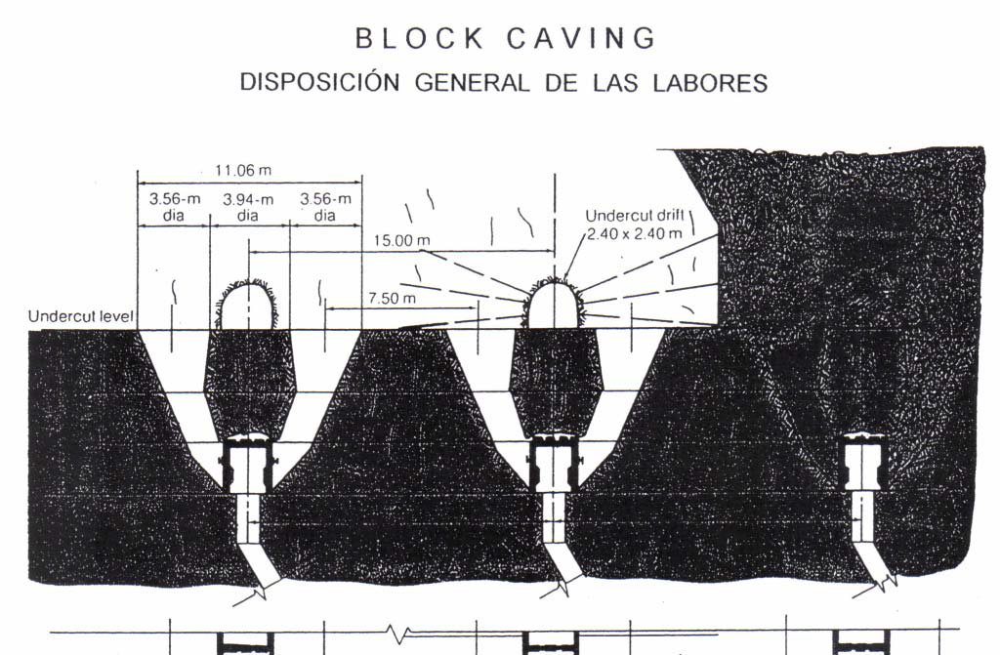 BLOCK CAVING
DISPOSICIÓN GENERAL DE LAS LABORES
11.06 m
3.56-m dia
3.94-m dia
3.56-m dia
Undercut drift
2.40 x 2.40 m
15.00 m
7.50 m
Undercut level